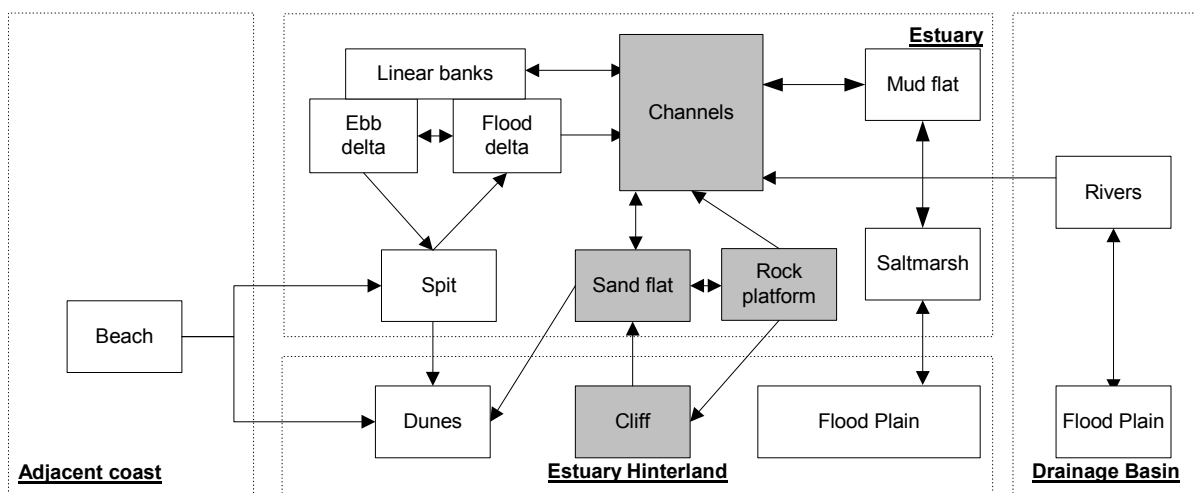 Estuary
Linear banks
Ebb
delta
Flood
delta
Channels
Mud flat
Rivers
Spit
Sand flat
Rock
platform
Saltmarsh
Beach
Dunes
Cliff
Flood Plain
Flood Plain
Adjacent coast
Estuary Hinterland
Drainage Basin